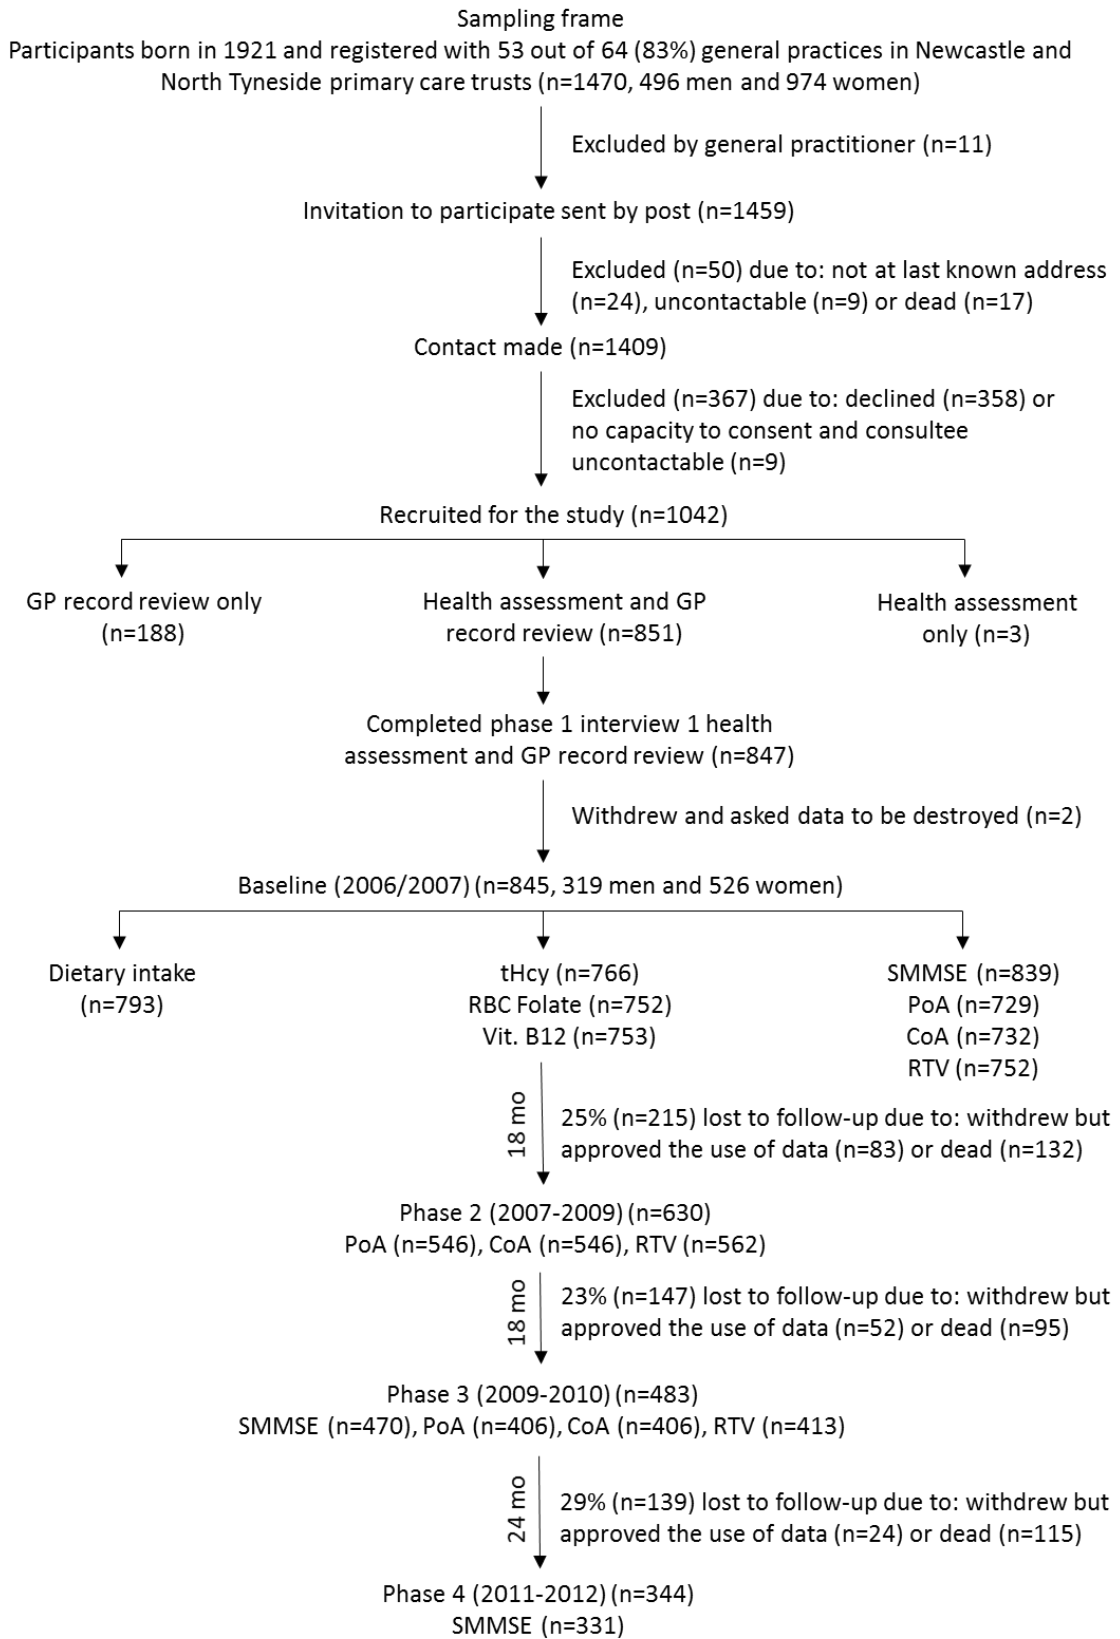 Sampling frame
Participants born in 1921 and registered with 53 out of 64 (83%) general practices in Newcastle and
North Tyneside primary care trusts (n=1470, 496 men and 974 women)
Excluded by general practitioner (n=11)
Invitation to participate sent by post (n=1459)
Excluded (n=50) due to: not at last known address
(n=24), uncontactable (n=9) or dead (n=17)
Contact made (n=1409)
Excluded (n=367) due to: declined (n=358) or
no capacity to consent and consultee
uncontactable (n=9)
Recruited for the study (n=1042)
GP record review only
(n=188)
Health assessment and GP
record review (n=851)
Health assessment
only (n=3)
Completed phase 1 interview 1 health
assessment and GP record review (n=847)
Withdrew and asked data to be destroyed (n=2)
Baseline (2006/2007) (n=845, 319 men and 526 women)
Dietary intake
(n=793)
tHcy (n=766)
RBC Folate (n=752)
Vit. B12 (n=753)
SMMSE (n=839)
PoA (n=729)
CoA (n=732)
RTV (n=752)
18 mo
25% (n=215) lost to follow-up due to: withdrew but
approved the use of data (n=83) or dead (n=132)
Phase 2 (2007-2009) (n=630)
PoA (n=546), CoA (n=546), RTV (n=562)
18 mo
23% (n=147) lost to follow-up due to: withdrew but
approved the use of data (n=52) or dead (n=95)
Phase 3 (2009-2010) (n=483)
SMMSE (n=470), PoA (n=406), CoA (n=406), RTV (n=413)
24 mo
29% (n=139) lost to follow-up due to: withdrew but
approved the use of data (n=24) or dead (n=115)
Phase 4 (2011-2012) (n=344)
SMMSE (n=331)